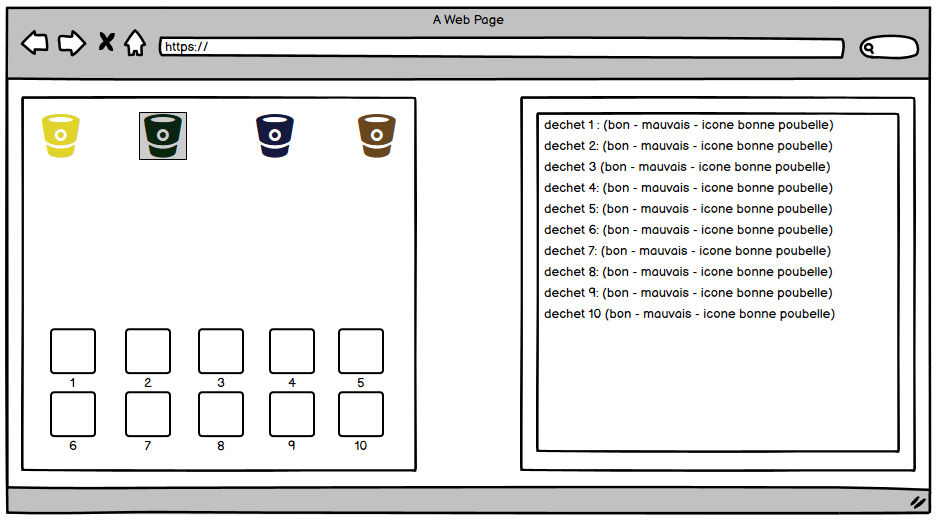 A Web Page
https://
dechet 1 : (bon - mauvais - icone bonne poubelle)
dechet 2: (bon - mauvais - icone bonne poubelle)
dechet 3 (bon - mauvais - icone bonne poubelle)
dechet 4: (bon - mauvais - icone bonne poubelle)
dechet 5: (bon - mauvais - icone bonne poubelle)
dechet 6: (bon - mauvais - icone bonne poubelle)
dechet 7: (bon - mauvais - icone bonne poubelle)
dechet 8: (bon - mauvais - icone bonne poubelle)
dechet 9: (bon - mauvais - icone bonne poubelle)
dechet 10 (bon - mauvais - icone bonne poubelle)
1 2 3 4 5
6 7 8 9 10